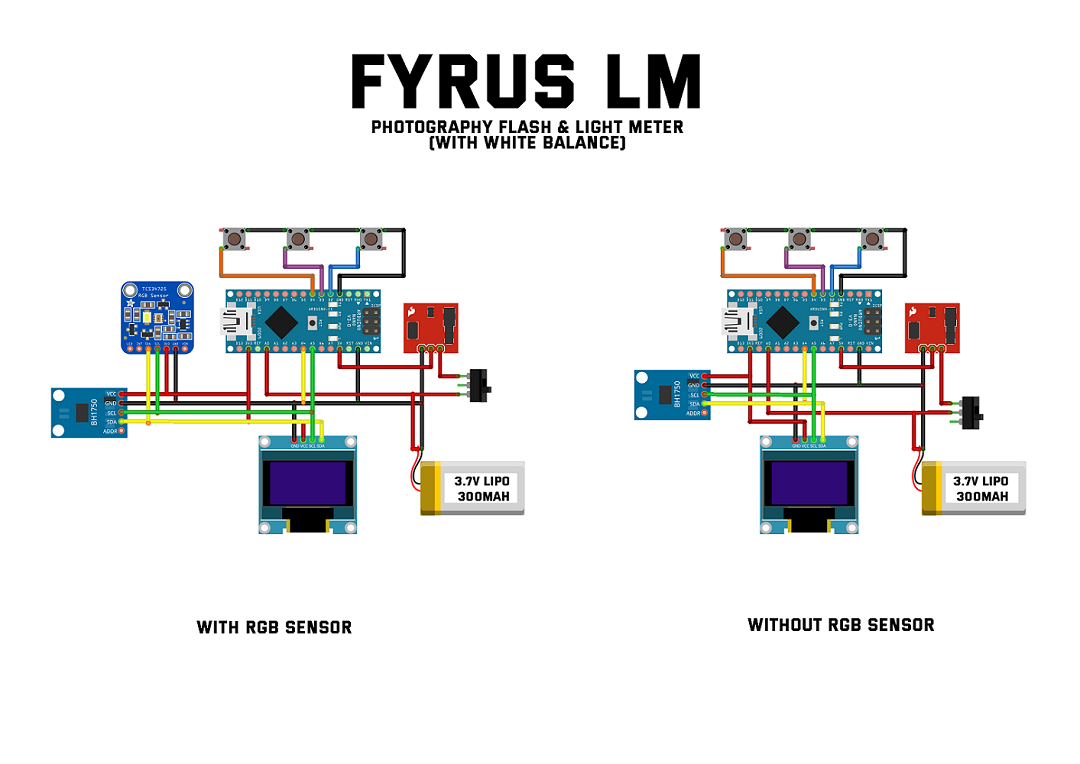 FYRUS LM
PHOTOGRAPHY FLASH & LIGHT METER
(WITH WHITE BALANCE)
TCS34725
RGB Sensor
VCC
GND
SCL
SDA
ADDR
BH1750
GND VCC SCL SDA
3.7V LIPO
300MAH
VCC
GND
SCL
SDA
ADDR
BH1750
GND VCC SCL SDA
3.7V LIPO
300MAH
WITH RGB SENSOR
WITHOUT RGB SENSOR